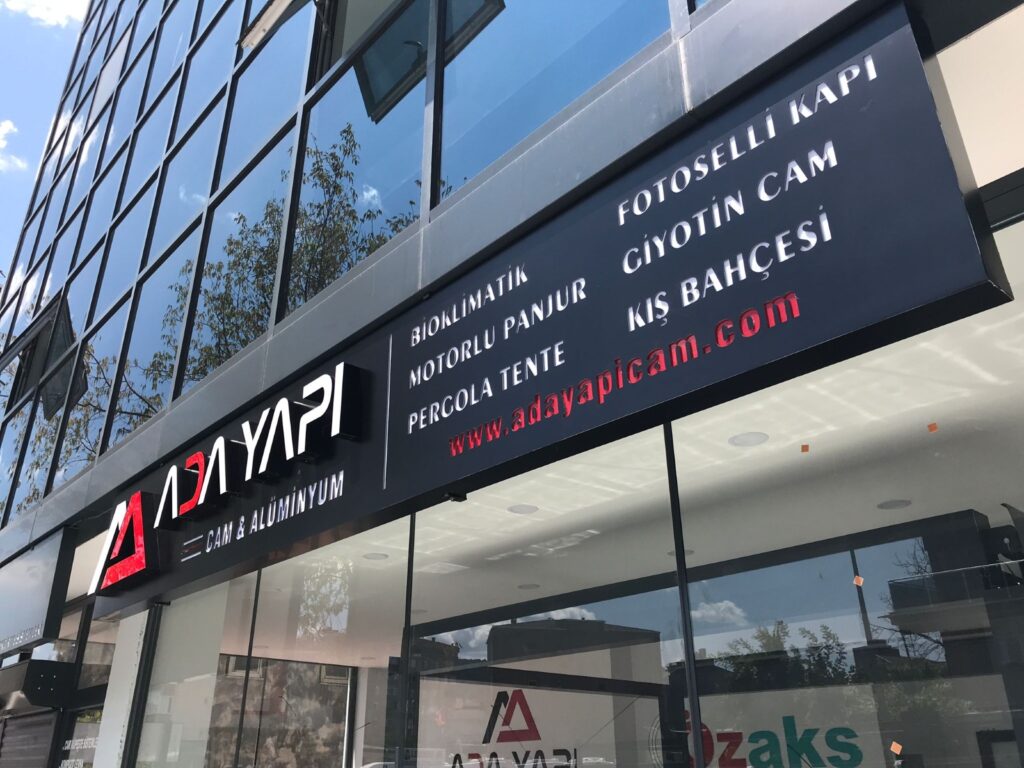 ADA YAPI
CAM & ALÜMİNYUM
BİOKLİMATİK
MOTORLU PANJUR
PERGOLA TENTE
FOTOSELLİ KAPI
GİYOTİN CAM
KIŞ BAHÇESİ
www.adayapicam.com
ADA YAPI
Özaks